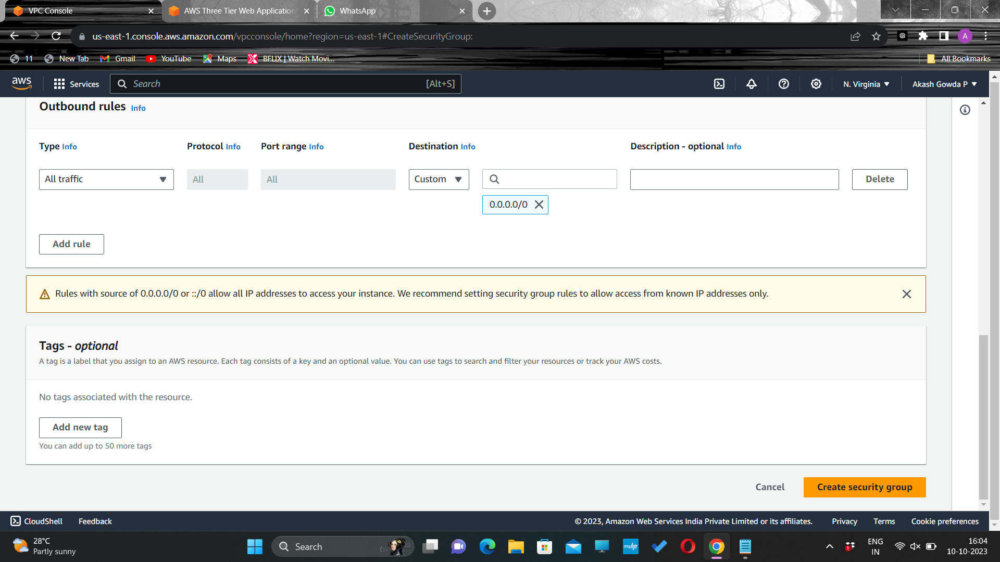 VPC Console
AWS Three Tier Web Application
WhatsApp
us-east-1.console.aws.amazon.com/vpcconsole/home?region=us-east-1#CreateSecurityGroup:
A
11
New Tab
Gmail
YouTube
Maps
BFLIX | Watch Movi...
All Bookmarks
aws
Services
Search
[Alt+S]
N. Virginia
Akash Gowda P
Outbound rules Info
Type Info
Protocol Info
Port range Info
Destination Info
Description - optional Info
All traffic
All
All
Custom
Delete
0.0.0.0/0
Add rule
Rules with source of 0.0.0.0/0 or ::/0 allow all IP addresses to access your instance. We recommend setting security group rules to allow access from known IP addresses only.
Tags - optional
A tag is a label that you assign to an AWS resource. Each tag consists of a key and an optional value. You can use tags to search and filter your resources or track your AWS costs.
No tags associated with the resource.
Add new tag
You can add up to 50 more tags
Cancel
Create security group
CloudShell
Feedback
© 2023, Amazon Web Services India Private Limited or its affiliates.
Privacy
Terms
Cookie preferences
28°C
Partly sunny
Search
myhp
1
ENG
IN
16:04
10-10-2023